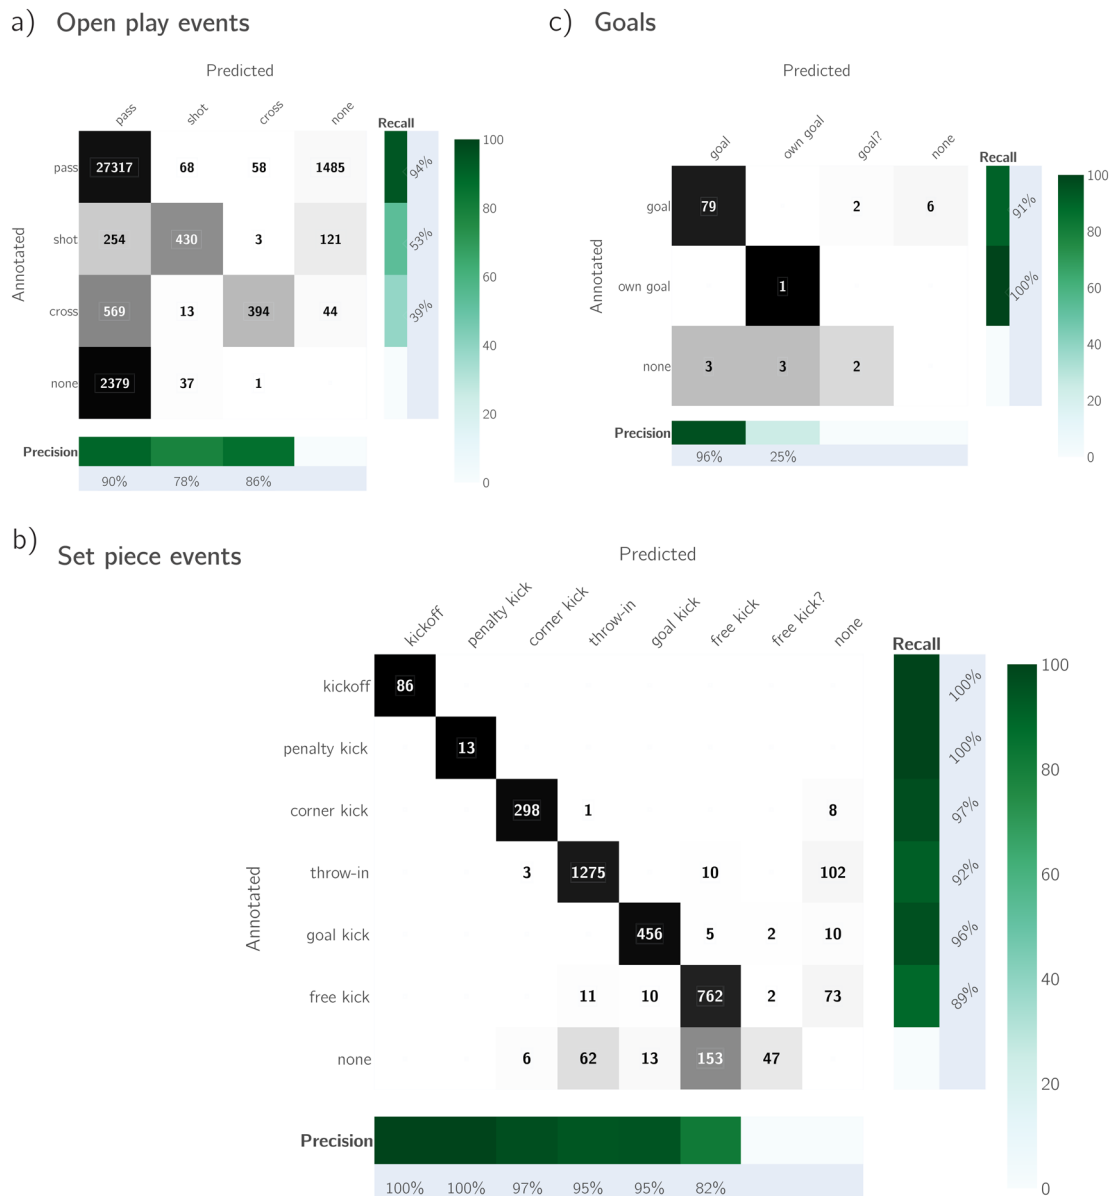 a) Open play events
Predicted
pass shot cross none
Recall
Annotated
pass 27317 68 58 1485 94%
shot 254 430 3 121 53%
cross 569 13 394 44 39%
none 2379 37 1
Precision
90% 78% 86%
100
80
60
40
20
0
c) Goals
Predicted
goal own goal goal? none
Recall
Annotated
goal 79 2 6 91%
own goal 1 100%
none 3 3 2
Precision
96% 25%
100
80
60
40
20
0
b) Set piece events
Predicted
kickoff penalty kick corner kick throw-in goal kick free kick free kick? none
Recall
Annotated
kickoff 86 100%
penalty kick 13 100%
corner kick 298 1 8 97%
throw-in 3 1275 10 102 92%
goal kick 456 5 2 10 96%
free kick 11 10 762 2 73 89%
none 6 62 13 153 47
Precision
100% 100% 97% 95% 95% 82%
100
80
60
40
20
0